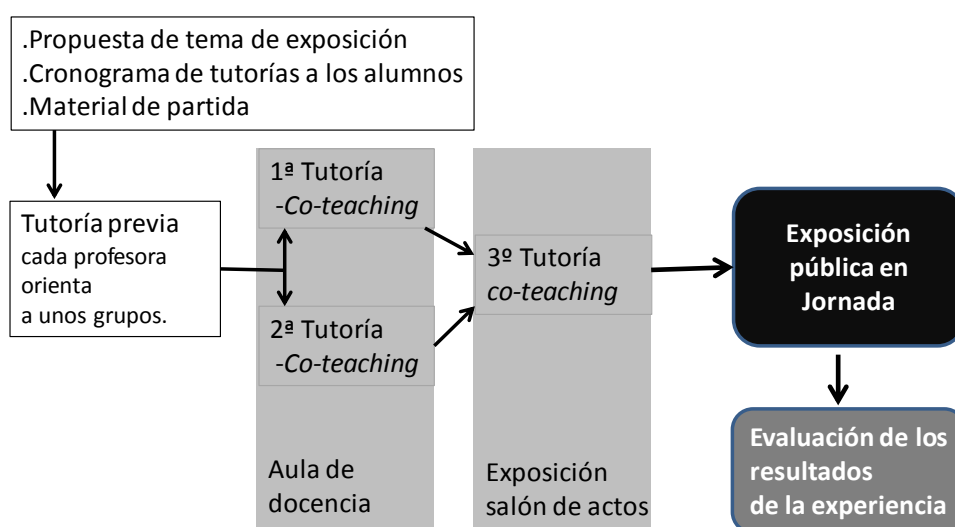 .Propuesta de tema de exposición
.Cronograma de tutorías a los alumnos
.Material de partida
Tutoría previa
cada profesora
orienta
a unos grupos.
1ª Tutoría
-Co-teaching
2ª Tutoría
-Co-teaching
Aula de
docencia
3º Tutoría
co-teaching
Exposición
salón de actos
Exposición
pública en
Jornada
Evaluación de los
resultados
de la experiencia